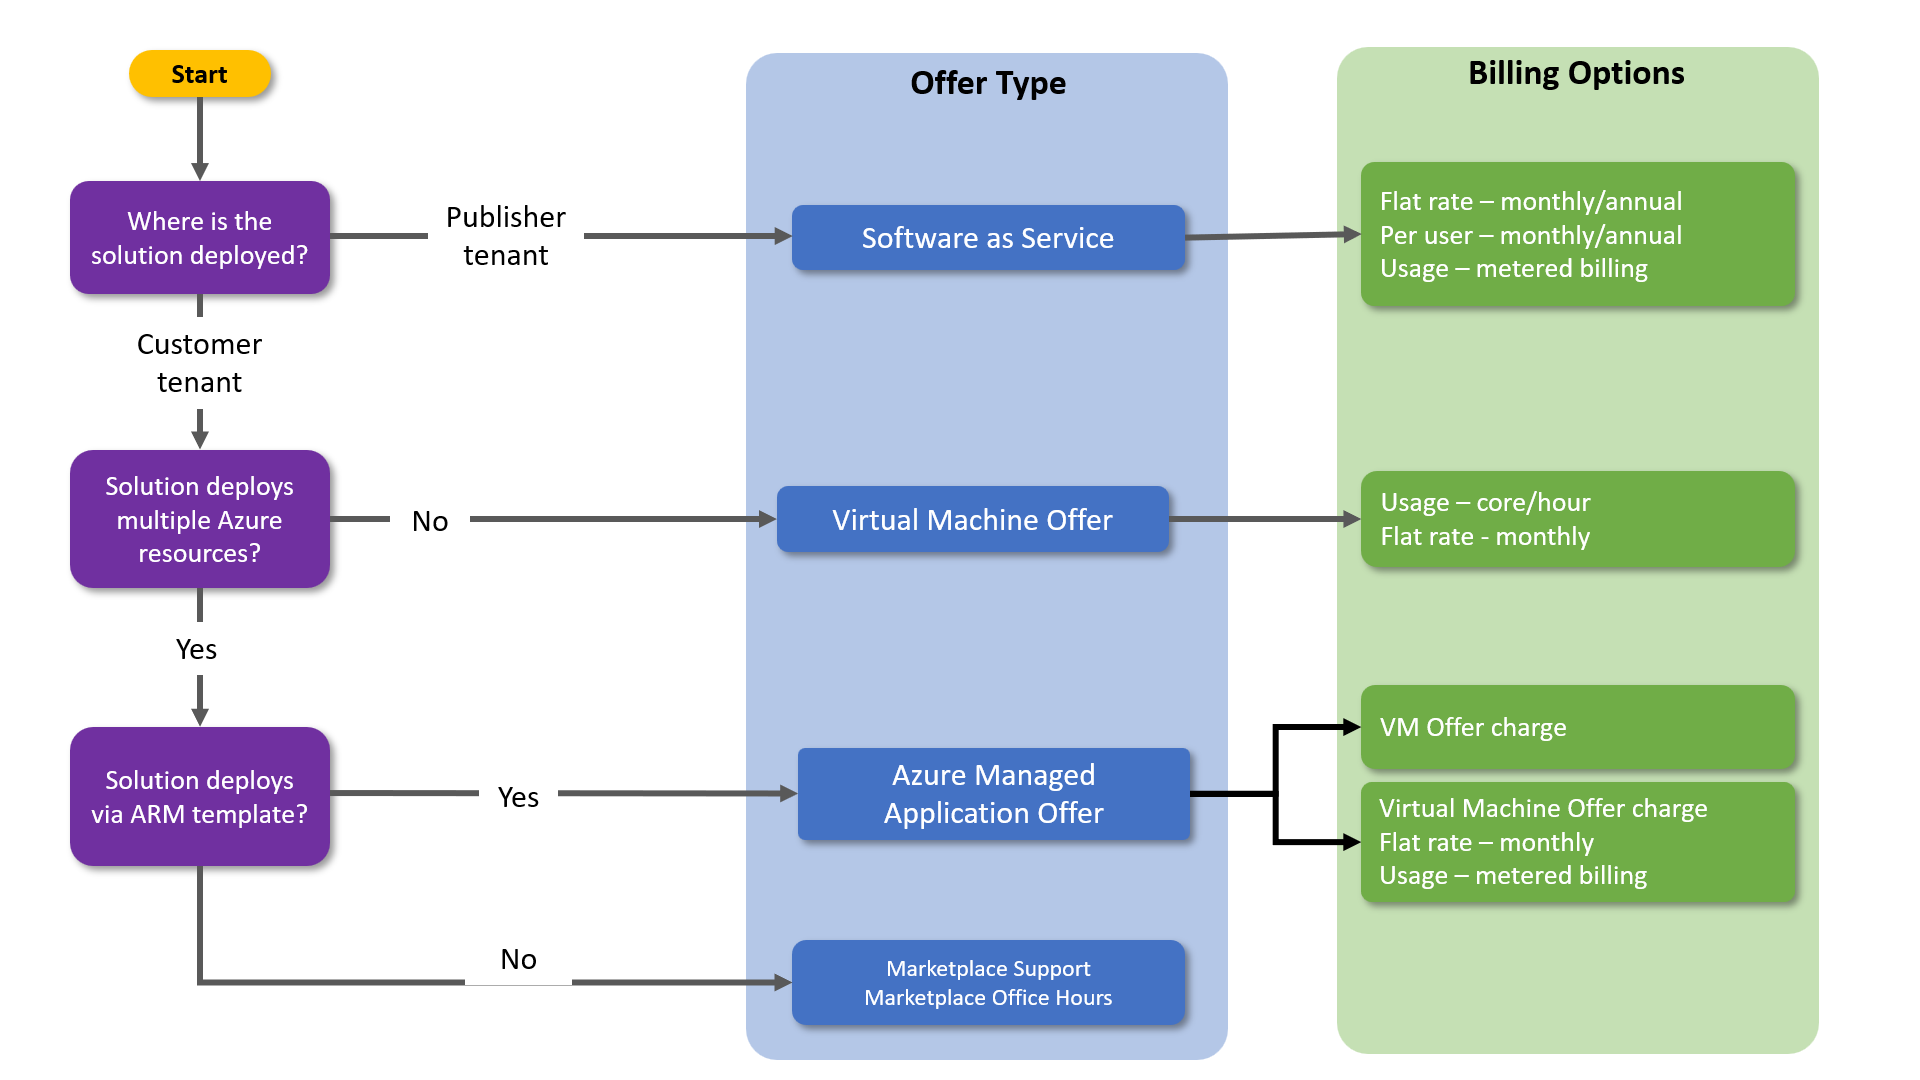 Start
Offer Type
Billing Options
Where is the
solution deployed?
Publisher
tenant
Software as Service
Flat rate – monthly/annual
Per user – monthly/annual
Usage – metered billing
Customer
tenant
Solution deploys
multiple Azure
resources?
No
Virtual Machine Offer
Usage – core/hour
Flat rate - monthly
Yes
Solution deploys
via ARM template?
Yes
Azure Managed
Application Offer
VM Offer charge
Virtual Machine Offer charge
Flat rate – monthly
Usage – metered billing
No
Marketplace Support
Marketplace Office Hours